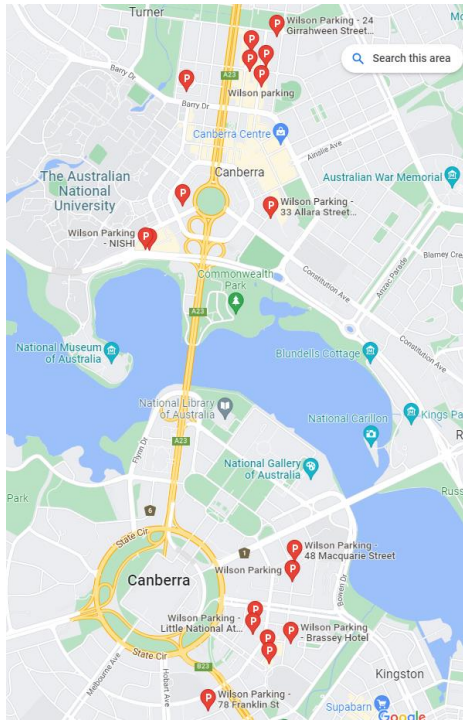 Turner
Mo
Wilson Parking - 24
Girrahween Street...
A23
Search this area
Barry Dr
Wilson parking
Barry Dr
Canberra Centre
Ainslie Ave
Canberra
The Australian
National
University
Australian War Memorial
Wilson Parking -
33 Allara Street...
Wilson Parking
- NISHI
Anzac Parade
Blamey Cres
Commonwealth
Park
Constitution Ave
A23
Constitution Ave
National Museum
of Australia
Blundells Cottage
National Library
of Australia
National Carillon
Kings Pa
R
A23
Flynn Dr
National Gallery
of Australia
Park
Russ
6
State Cir
1
Wilson Parking -
48 Macquarie Street
Wilson Parking
Canberra
Bowen Dr
Wilson Parking -
Little National At...
Wilson Parking
- Brassey Hotel
State Cir
Melbourne Ave
Hobart Ave
B23
Kingston
Wilson Parking -
78 Franklin St
Supabarn
Google